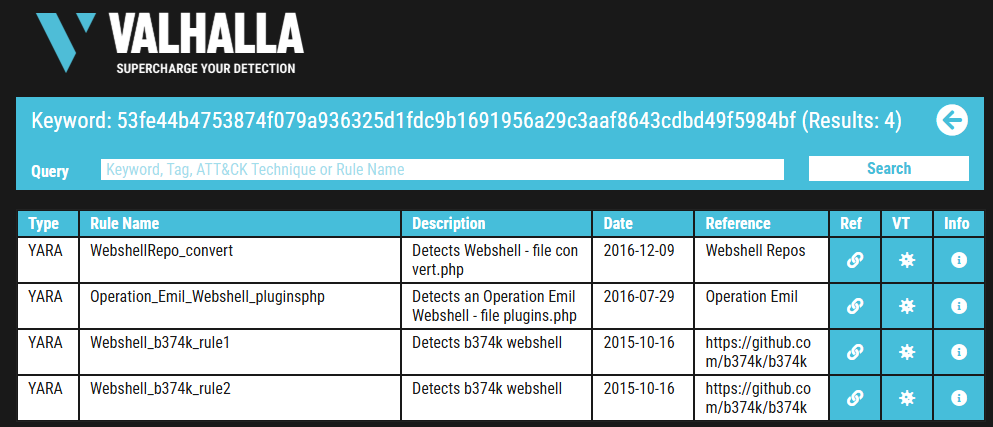 VALHALLA
SUPERCHARGE YOUR DETECTION
Keyword: 53fe44b4753874f079a936325d1fdc9b1691956a29c3aaf8643cdbd49f5984bf (Results: 4)
Query Keyword, Tag, ATT&CK Technique or Rule Name Search
Type Rule Name Description Date Reference Ref VT Info
YARA WebshellRepo_convert Detects Webshell - file con 2016-12-09 Webshell Repos
vert.php
YARA Operation_Emil_Webshell_pluginsphp Detects an Operation Emil 2016-07-29 Operation Emil
Webshell - file plugins.php
YARA Webshell_b374k_rule1 Detects b374k webshell 2015-10-16 https://github.co
m/b374k/b374k
YARA Webshell_b374k_rule2 Detects b374k webshell 2015-10-16 https://github.co
m/b374k/b374k